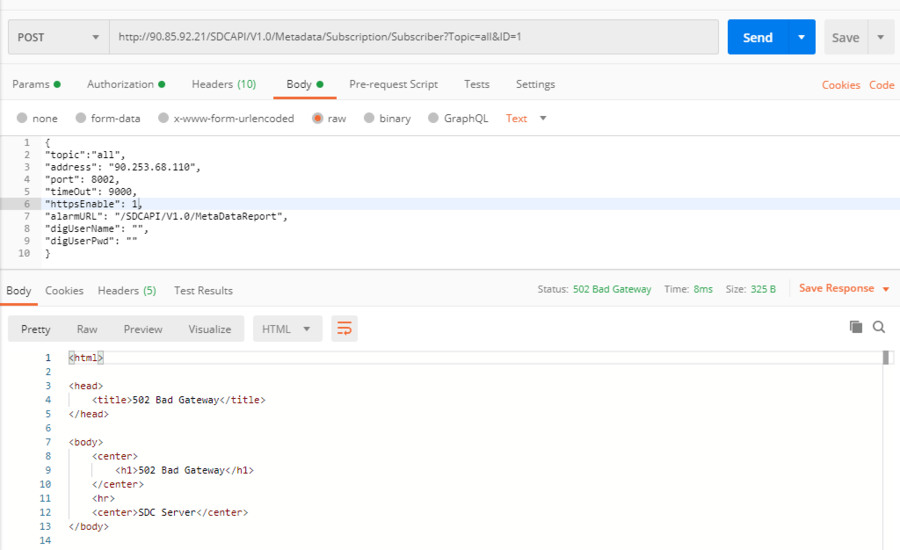 POST http://90.85.92.21/SDCAPI/V1.0/Metadata/Subscription/Subscriber?Topic=all&ID=1 Send Save
Params Authorization Headers (10) Body Pre-request Script Tests Settings Cookies Code
none form-data x-www-form-urlencoded raw binary GraphQL Text
1 {
2 "topic":"all",
3 "address": "90.253.68.110",
4 "port": 8002,
5 "timeOut": 9000,
6 "httpsEnable": 1,
7 "alarmURL": "/SDCAPI/V1.0/MetaDataReport",
8 "digUserName": "",
9 "digUserPwd": ""
10 }
Body Cookies Headers (5) Test Results Status: 502 Bad Gateway Time: 8ms Size: 325 B Save Response
Pretty Raw Preview Visualize HTML
1 <html>
2
3 <head>
4 <title>502 Bad Gateway</title>
5 </head>
6
7 <body>
8 <center>
9 <h1>502 Bad Gateway</h1>
10 </center>
11 <hr>
12 <center>SDC Server</center>
13 </body>
14